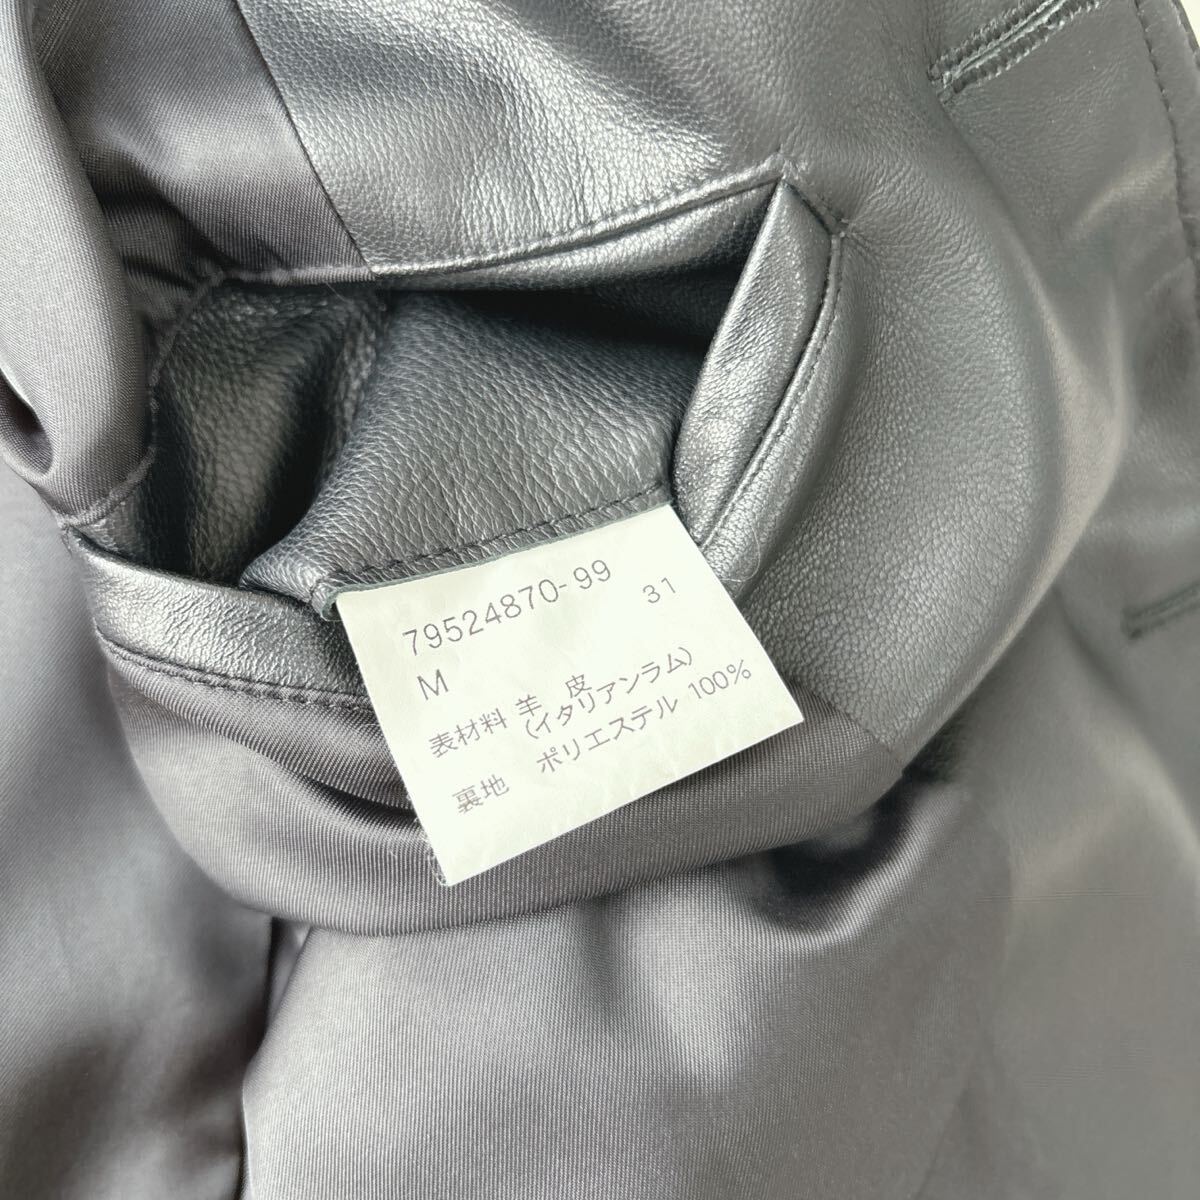 79524870-99
M 31
表材料 羊 皮
(イタリアンラム)
裏地 ポリエステル 100%